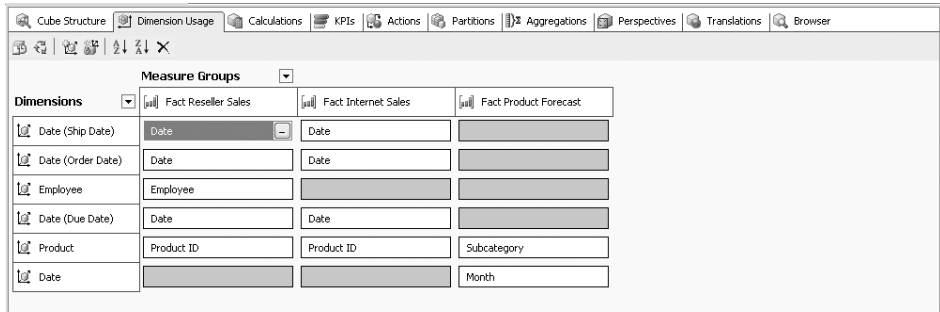 Cube Structure Dimension Usage Calculations KPIs Actions Partitions Aggregations Perspectives Translations Browser
Measure Groups
Dimensions Fact Reseller Sales Fact Internet Sales Fact Product Forecast
Date (Ship Date) Date Date
Date (Order Date) Date Date
Employee Employee
Date (Due Date) Date Date
Product Product ID Product ID Subcategory
Date Month